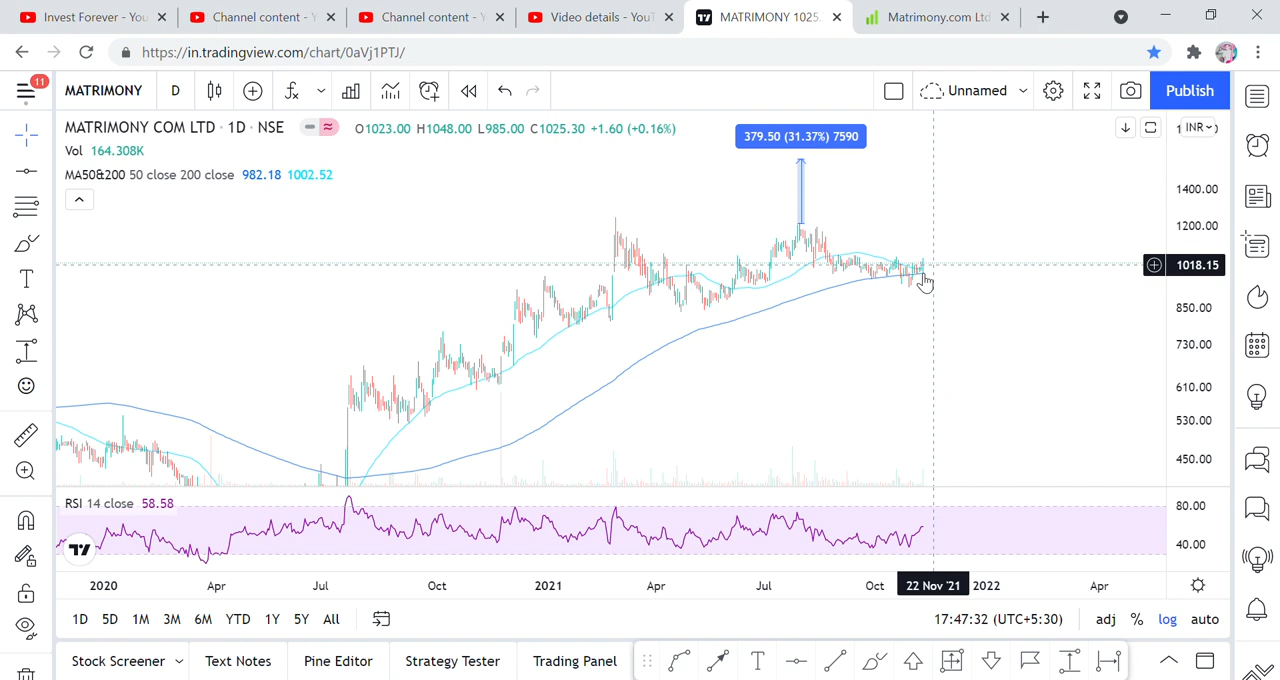 Invest Forever - You
Channel content - Y
Channel content - Y
Video details - YouT
MATRIMONY 1025.
Matrimony.com Ltd
https://in.tradingview.com/chart/0aVj1PTJ/
11
MATRIMONY
D
Unnamed
Publish
MATRIMONY COM LTD · 1D · NSE
O1023.00 H1048.00 L985.00 C1025.30 +1.60 (+0.16%)
Vol 164.308K
MA50&200 50 close 200 close 982.18 1002.52
379.50 (31.37%) 7590
INR
1400.00
1200.00
1018.15
850.00
730.00
610.00
530.00
450.00
RSI 14 close 58.58
80.00
40.00
2020
Apr
Jul
Oct
2021
Apr
Jul
Oct
22 Nov '21
2022
Apr
1D 5D 1M 3M 6M YTD 1Y 5Y All
17:47:32 (UTC+5:30)
adj % log auto
Stock Screener
Text Notes
Pine Editor
Strategy Tester
Trading Panel